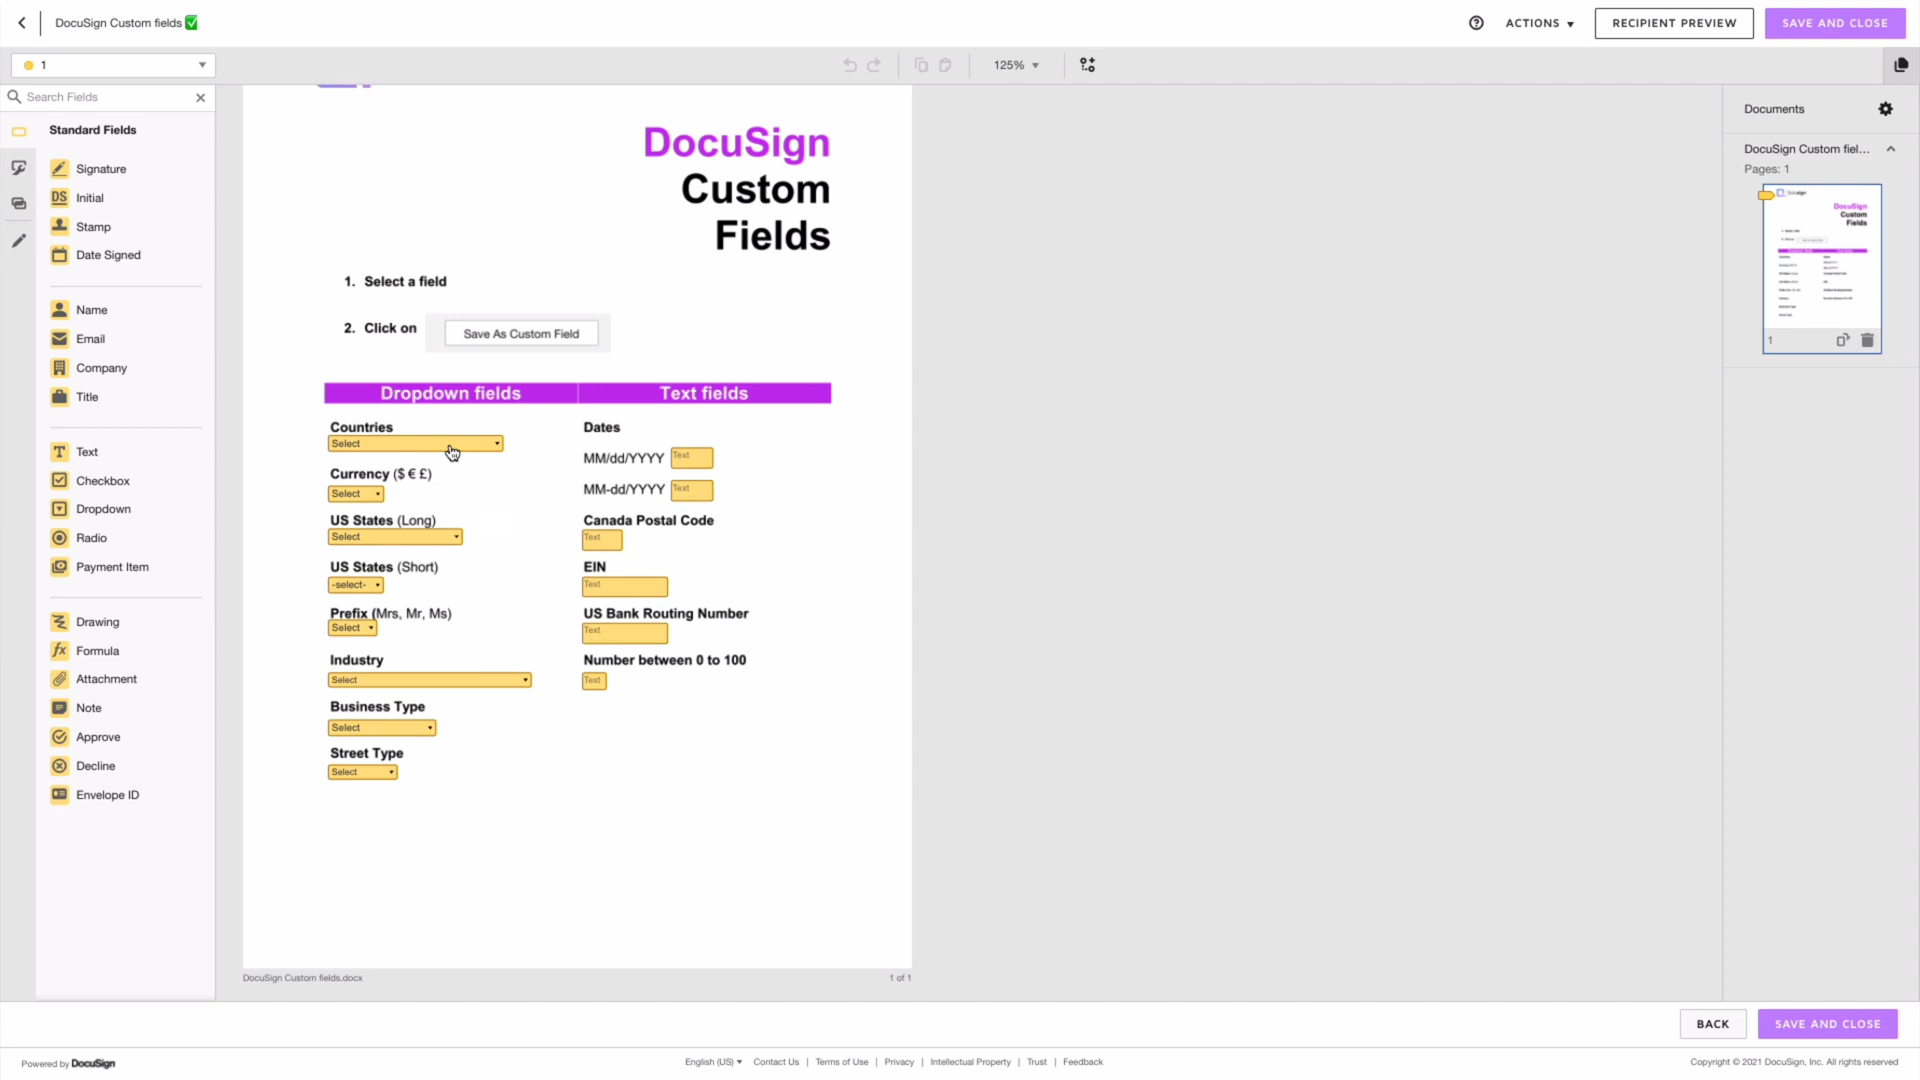 DocuSign Custom fields ✅
ACTIONS
RECIPIENT PREVIEW
SAVE AND CLOSE
1
125%
Search Fields
Standard Fields
Signature
DS Initial
Stamp
Date Signed
Name
Email
Company
Title
T Text
Checkbox
Dropdown
Radio
Payment Item
Drawing
fx Formula
Attachment
Note
Approve
Decline
Envelope ID
DocuSign
Custom
Fields
1. Select a field
2. Click on Save As Custom Field
Dropdown fields
Countries
Select
Currency ($ € £)
Select
US States (Long)
Select
US States (Short)
-select-
Prefix (Mrs, Mr, Ms)
Select
Industry
Select
Business Type
Select
Street Type
Select
Text fields
Dates
MM/dd/YYYY Text
MM-dd/YYYY Text
Canada Postal Code
Text
EIN
Text
US Bank Routing Number
Text
Number between 0 to 100
Text
DocuSign Custom fields.docx
1 of 1
Documents
DocuSign Custom fiel...
Pages: 1
DocuSign
Custom
Fields
1
BACK
SAVE AND CLOSE
Powered by DocuSign
English (US) Contact Us | Terms of Use | Privacy | Intellectual Property | Trust | Feedback
Copyright © 2021 DocuSign, Inc. All rights reserved